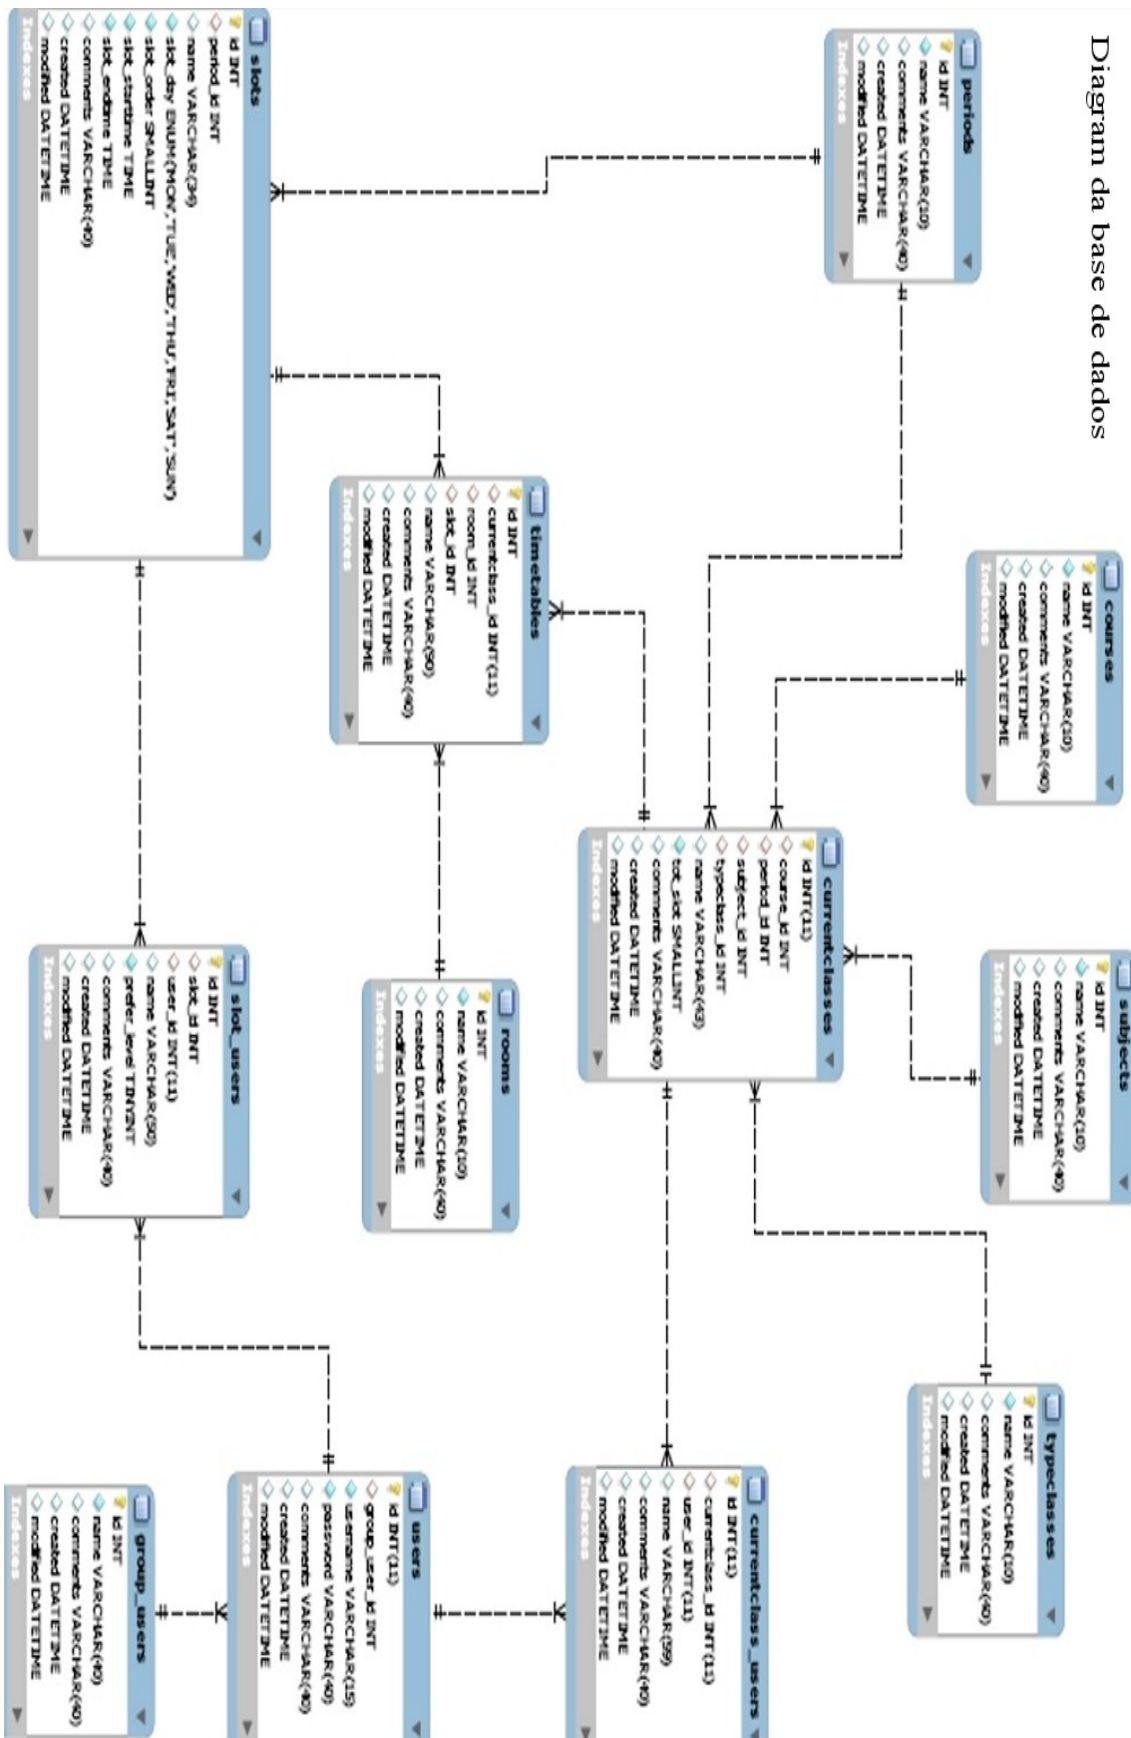 Diagram da base de dados
periods
id INT
name VARCHAR(10)
comments VARCHAR(40)
created DATETIME
modified DATETIME
Indexes
courses
id INT
name VARCHAR(10)
comments VARCHAR(40)
created DATETIME
modified DATETIME
Indexes
subjects
id INT
name VARCHAR(10)
comments VARCHAR(40)
created DATETIME
modified DATETIME
Indexes
typeclasses
id INT
name VARCHAR(10)
comments VARCHAR(40)
created DATETIME
modified DATETIME
Indexes
currentclasses
id INT(11)
course_id INT
period_id INT
subject_id INT
typeclass_id INT
name VARCHAR(43)
tot_slot SMALLINT
comments VARCHAR(40)
created DATETIME
modified DATETIME
Indexes
currentclass_users
id INT(11)
currentclass_id INT(11)
user_id INT(11)
name VARCHAR(59)
comments VARCHAR(40)
created DATETIME
modified DATETIME
Indexes
timetables
id INT
currentclass_id INT(11)
room_id INT
slot_id INT
name VARCHAR(90)
comments VARCHAR(40)
created DATETIME
modified DATETIME
Indexes
rooms
id INT
name VARCHAR(10)
comments VARCHAR(40)
created DATETIME
modified DATETIME
Indexes
users
id INT(11)
group_user_id INT
username VARCHAR(15)
password VARCHAR(40)
comments VARCHAR(40)
created DATETIME
modified DATETIME
Indexes
slots
id INT
period_id INT
name VARCHAR(34)
slot_day ENUM('MON','TUE','WED','THU','FRI','SAT','SUN')
slot_order SMALLINT
slot_starttime TIME
slot_endtime TIME
comments VARCHAR(40)
created DATETIME
modified DATETIME
Indexes
slot_users
id INT
slot_id INT
user_id INT(11)
name VARCHAR(50)
prefer_level TINYINT
comments VARCHAR(40)
created DATETIME
modified DATETIME
Indexes
group_users
id INT
name VARCHAR(40)
comments VARCHAR(40)
created DATETIME
modified DATETIME
Indexes